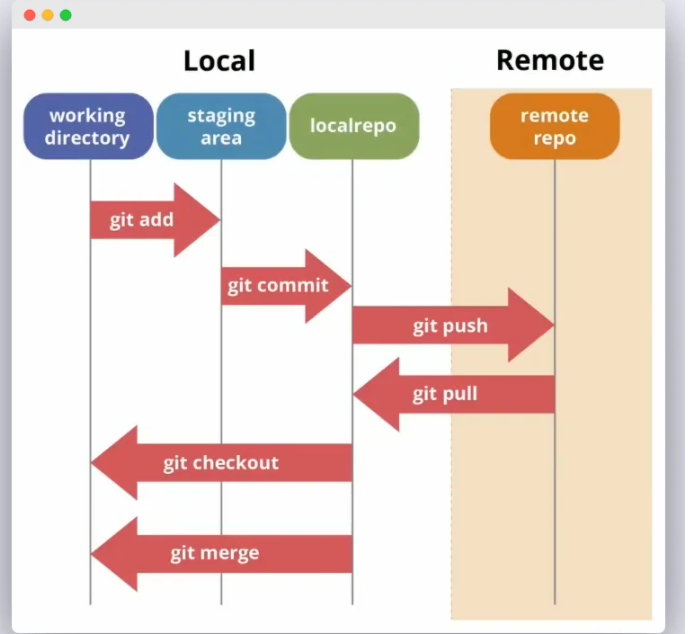 Local
Remote
working
directory
staging
area
localrepo
remote
repo
git add
git commit
git push
git pull
git checkout
git merge